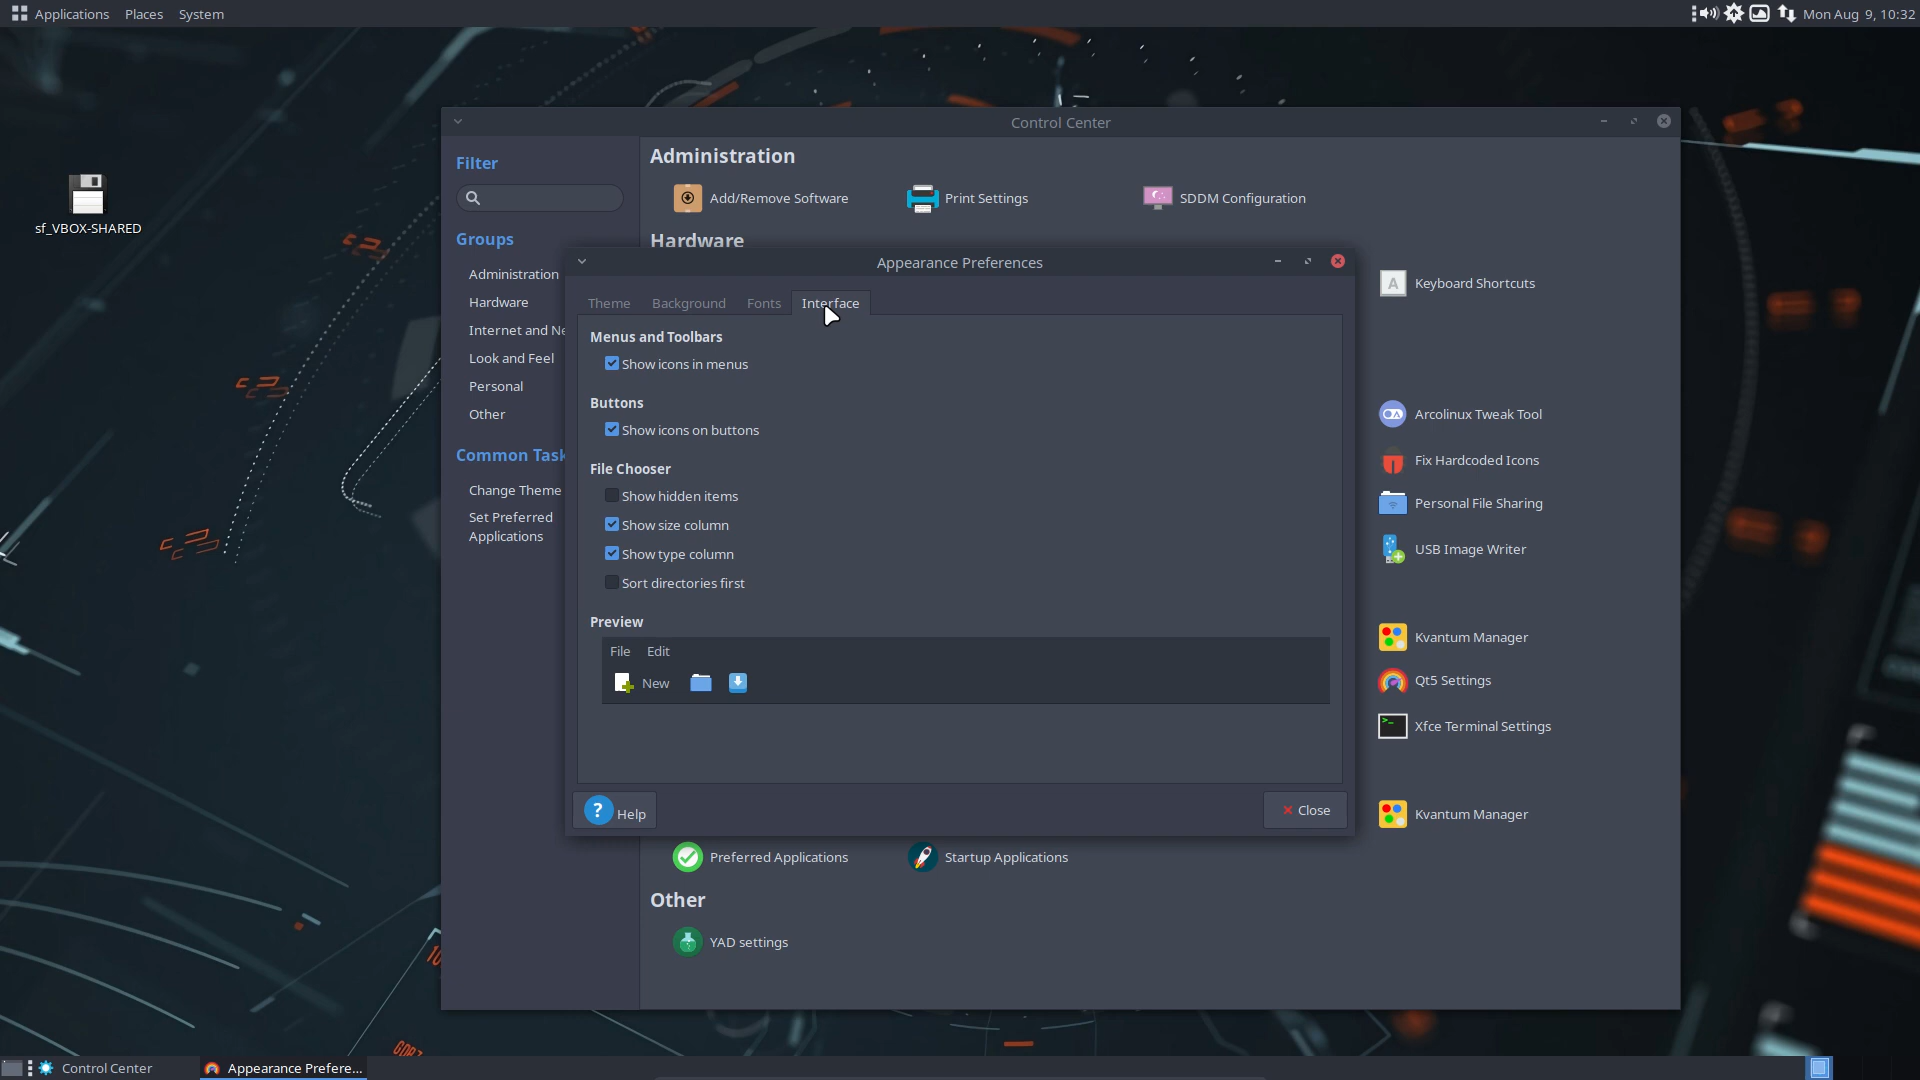 Applications Places System
Mon Aug 9, 10:32
sf_VBOX-SHARED
Control Center
Filter
Groups
Administration
Hardware
Internet and Ne
Look and Feel
Personal
Other
Common Task
Change Theme
Set Preferred
Applications
Administration
Add/Remove Software
Print Settings
SDDM Configuration
Hardware
Keyboard Shortcuts
Arcolinux Tweak Tool
Fix Hardcoded Icons
Personal File Sharing
USB Image Writer
Kvantum Manager
Qt5 Settings
Xfce Terminal Settings
Kvantum Manager
Preferred Applications
Startup Applications
Other
YAD settings
Appearance Preferences
Theme Background Fonts Interface
Menus and Toolbars
Show icons in menus
Buttons
Show icons on buttons
File Chooser
Show hidden items
Show size column
Show type column
Sort directories first
Preview
File Edit
New
? Help
Close
Control Center
Appearance Prefere...